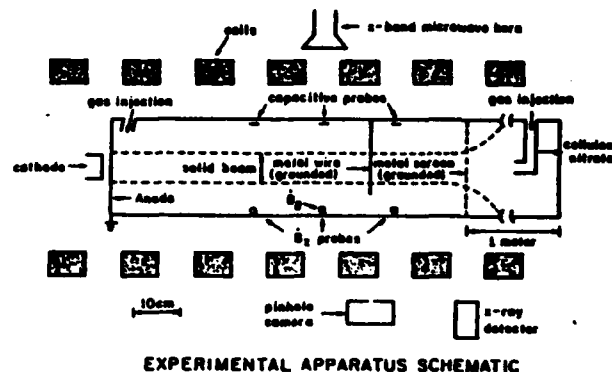 coils
x-band microwave horn
gas injection
capacitive probes
gas injection
cathode
solid beam
metal wire
(grounded)
metal screen
(grounded)
cellulose
nitrate
Anode
Ḃθ
Ḃz probes
1 meter
10cm
pinhole
camera
x-ray
detector
EXPERIMENTAL APPARATUS SCHEMATIC